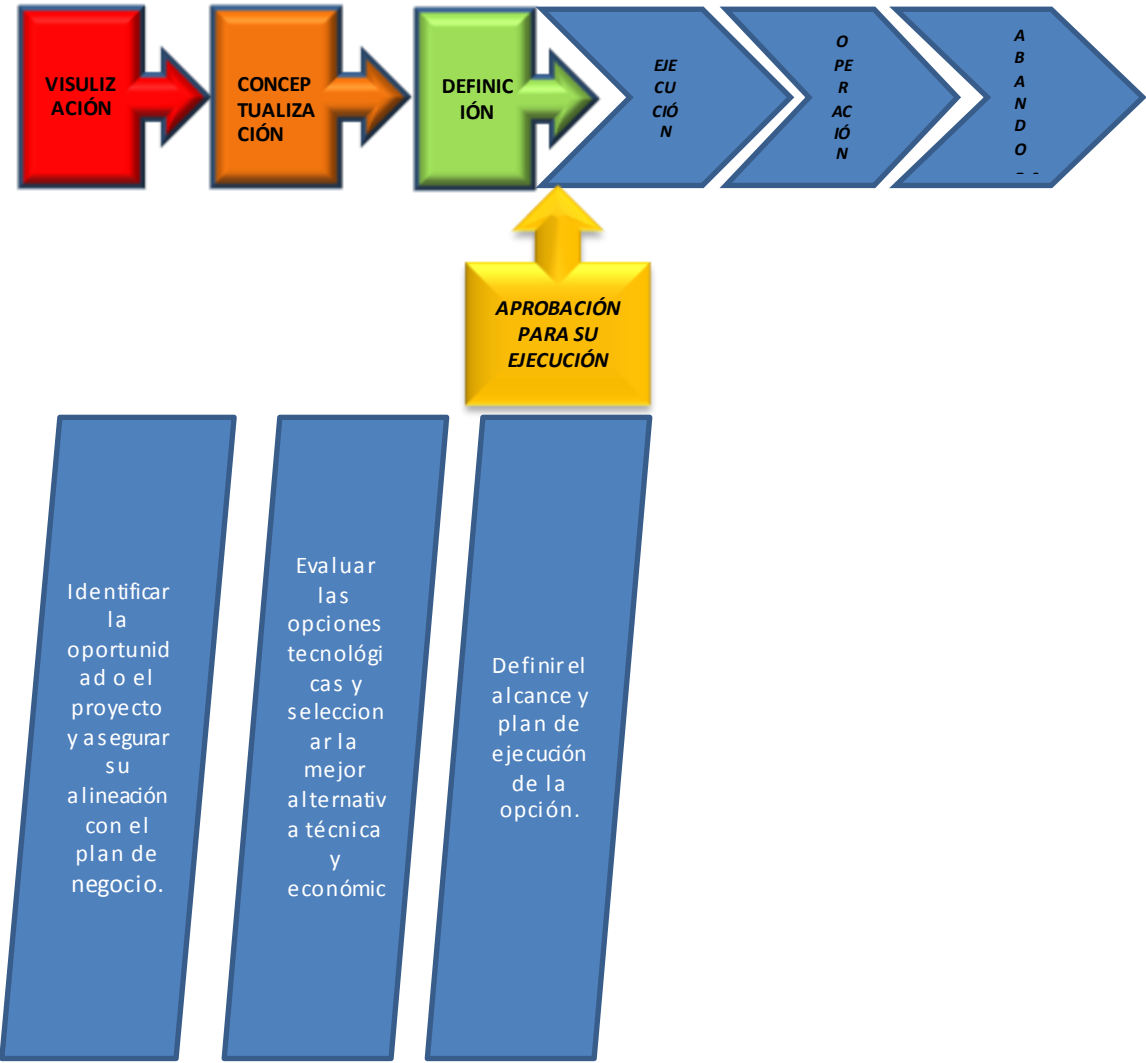 VISULIZ
ACIÓN
CONCEP
TUALIZA
CIÓN
DEFINIC
IÓN
EJE
CU
CIÓ
N
O
PE
R
AC
IÓ
N
A
B
A
N
D
O
APROBACIÓN
PARA SU
EJECUCIÓN
Identificar
la
oportunid
ad o el
proyecto
y asegurar
su
alineación
con el
plan de
negocio.
Evaluar
las
opciones
tecnológi
cas y
seleccion
ar la
mejor
alternativ
a técnica
y
económic
Definir el
alcance y
plan de
ejecución
de la
opción.